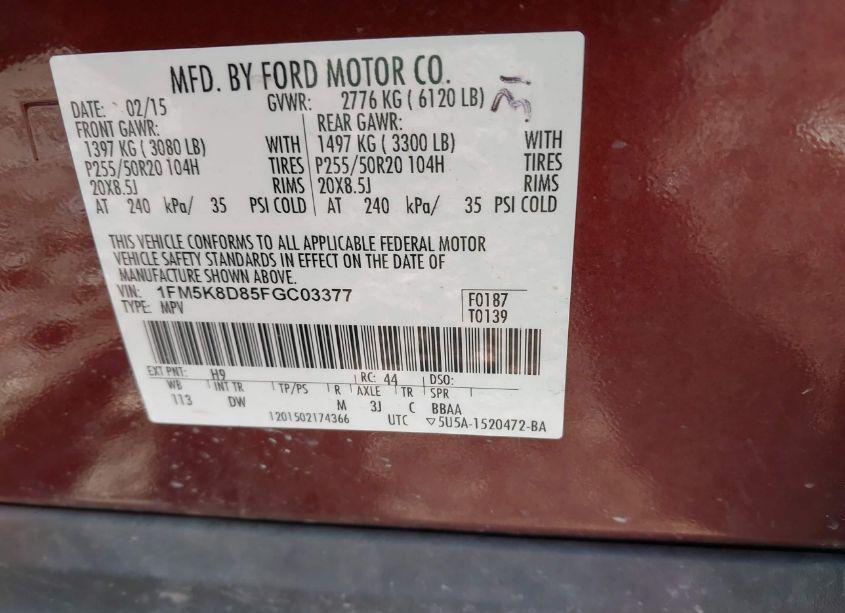 MFD. BY FORD MOTOR CO.
DATE: 02/15 GVWR: 2776 KG ( 6120 LB)
FRONT GAWR: REAR GAWR:
1397 KG ( 3080 LB) WITH 1497 KG ( 3300 LB) WITH
P255/50R20 104H TIRES P255/50R20 104H TIRES
20X8.5J RIMS 20X8.5J RIMS
AT 240 kPa/ 35 PSI COLD AT 240 kPa/ 35 PSI COLD
THIS VEHICLE CONFORMS TO ALL APPLICABLE FEDERAL MOTOR
VEHICLE SAFETY STANDARDS IN EFFECT ON THE DATE OF
MANUFACTURE SHOWN ABOVE.
VIN: 1FM5K8D85FGC03377 F0187
TYPE: MPV T0139
EXT PNT: H9 RC: 44 DSO:
WB INT TR TP/PS R AXLE TR SPR
113 DW M 3J C BBAA
1201502174366 UTC ▽5U5A-1520472-BA